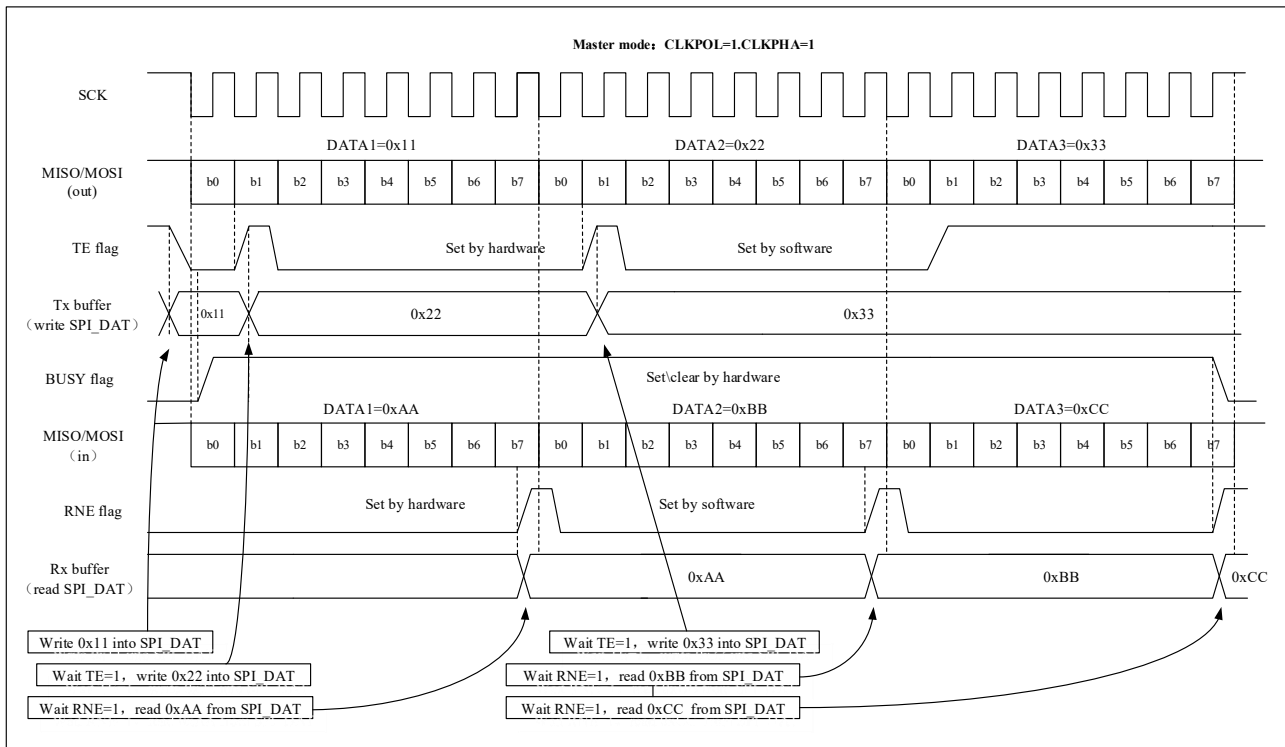 Master mode：CLKPOL=1.CLKPHA=1
SCK
DATA1=0x11 DATA2=0x22 DATA3=0x33
MISO/MOSI
(out)
b0 b1 b2 b3 b4 b5 b6 b7 b0 b1 b2 b3 b4 b5 b6 b7 b0 b1 b2 b3 b4 b5 b6 b7
TE flag
Set by hardware Set by software
Tx buffer
（write SPI_DAT）
0x11 0x22 0x33
BUSY flag
Set\clear by hardware
DATA1=0xAA DATA2=0xBB DATA3=0xCC
MISO/MOSI
（in）
b0 b1 b2 b3 b4 b5 b6 b7 b0 b1 b2 b3 b4 b5 b6 b7 b0 b1 b2 b3 b4 b5 b6 b7
RNE flag
Set by hardware Set by software
Rx buffer
（read SPI_DAT）
0xAA 0xBB 0xCC
Write 0x11 into SPI_DAT
Wait TE=1，write 0x33 into SPI_DAT
Wait TE=1，write 0x22 into SPI_DAT
Wait RNE=1，read 0xBB from SPI_DAT
Wait RNE=1，read 0xAA from SPI_DAT
Wait RNE=1，read 0xCC from SPI_DAT